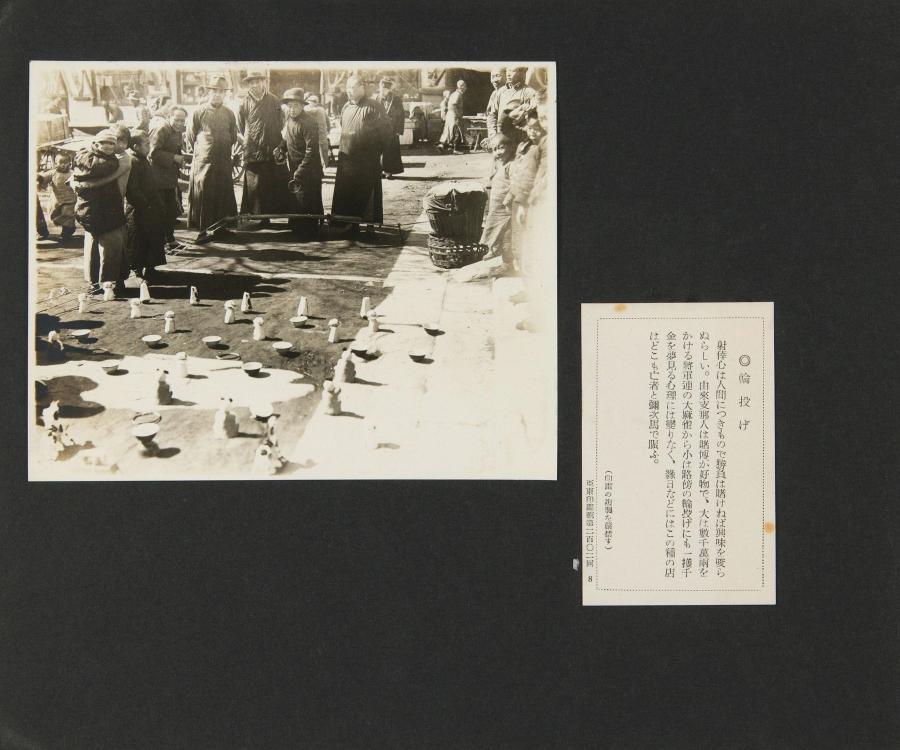 ◎輪投げ
射倖心は人間につきもので勝負は賭けねば興味を唆ら
ぬらしい。由來支那人は賭博が好物で、大は數千萬兩を
かける將軍連の大麻雀から小は路傍の輪投げにも一攫千
金を夢見る心理には變りなく、緣日などにはこの種の店
はどこも亡者と彌次馬で賑ふ。
(印畫の複製を嚴禁す)
亞東印畫輯第二百〇二回 8